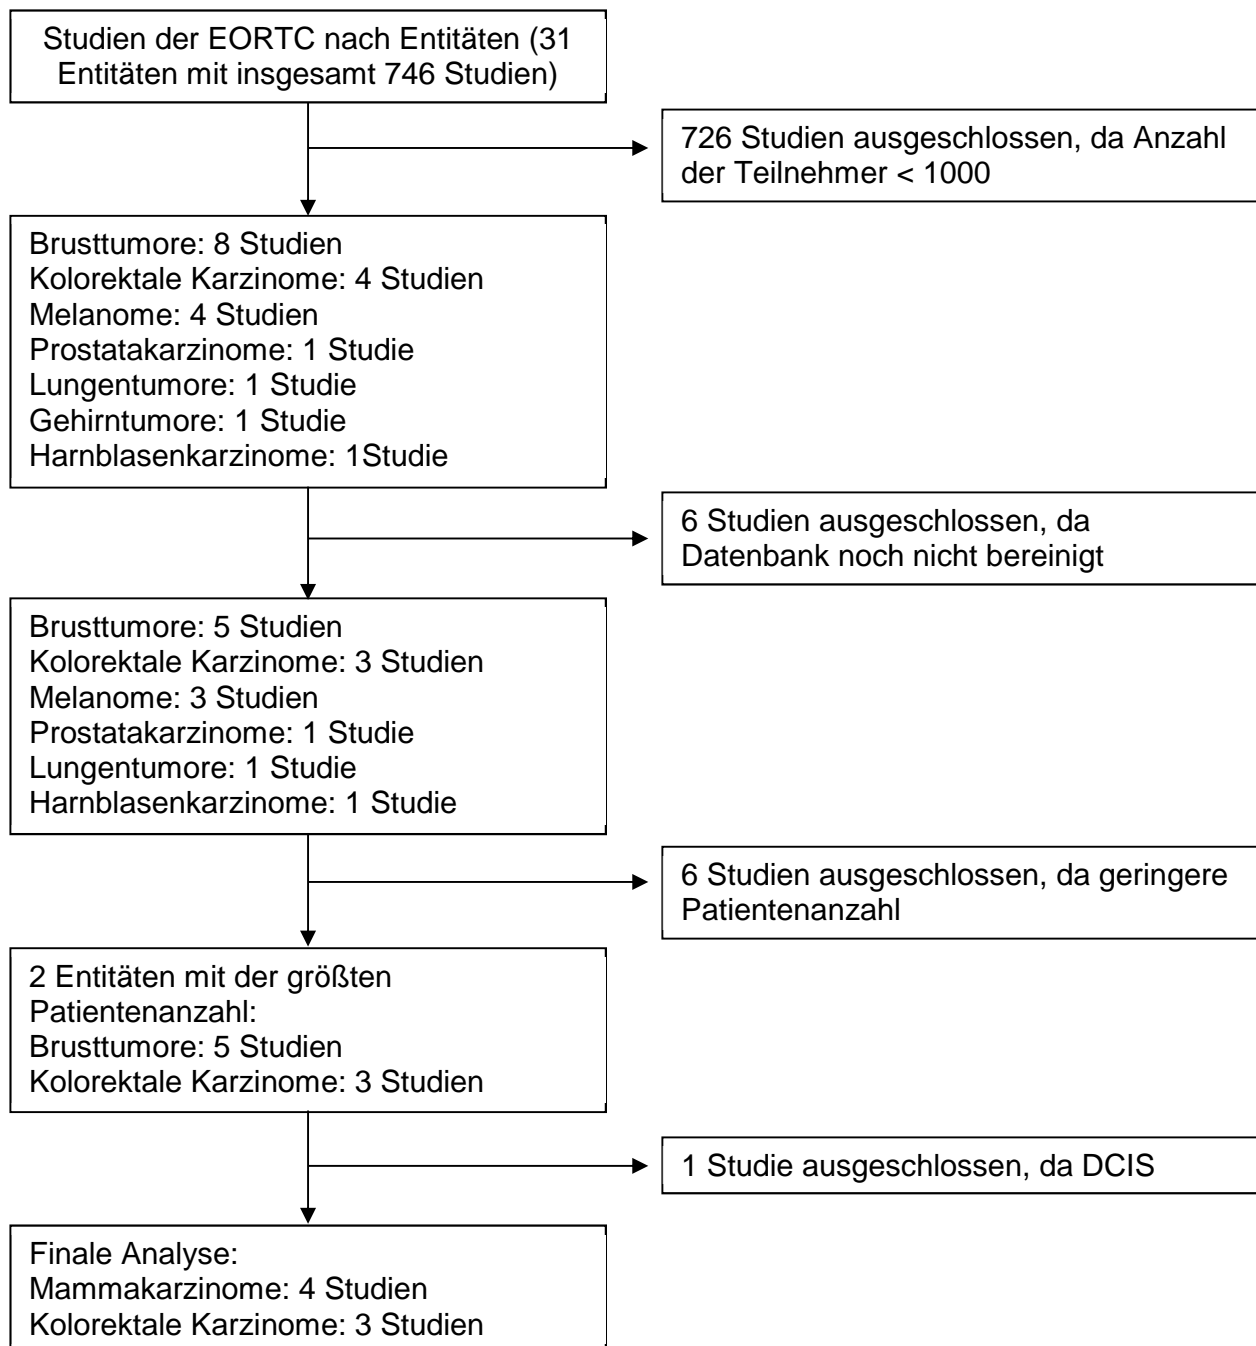 Studien der EORTC nach Entitäten (31
Entitäten mit insgesamt 746 Studien)
726 Studien ausgeschlossen, da Anzahl
der Teilnehmer < 1000
Brusttumore: 8 Studien
Kolorektale Karzinome: 4 Studien
Melanome: 4 Studien
Prostatakarzinome: 1 Studie
Lungentumore: 1 Studie
Gehirntumore: 1 Studie
Harnblasenkarzinome: 1Studie
6 Studien ausgeschlossen, da
Datenbank noch nicht bereinigt
Brusttumore: 5 Studien
Kolorektale Karzinome: 3 Studien
Melanome: 3 Studien
Prostatakarzinome: 1 Studie
Lungentumore: 1 Studie
Harnblasenkarzinome: 1 Studie
6 Studien ausgeschlossen, da geringere
Patientenanzahl
2 Entitäten mit der größten
Patientenanzahl:
Brusttumore: 5 Studien
Kolorektale Karzinome: 3 Studien
1 Studie ausgeschlossen, da DCIS
Finale Analyse:
Mammakarzinome: 4 Studien
Kolorektale Karzinome: 3 Studien